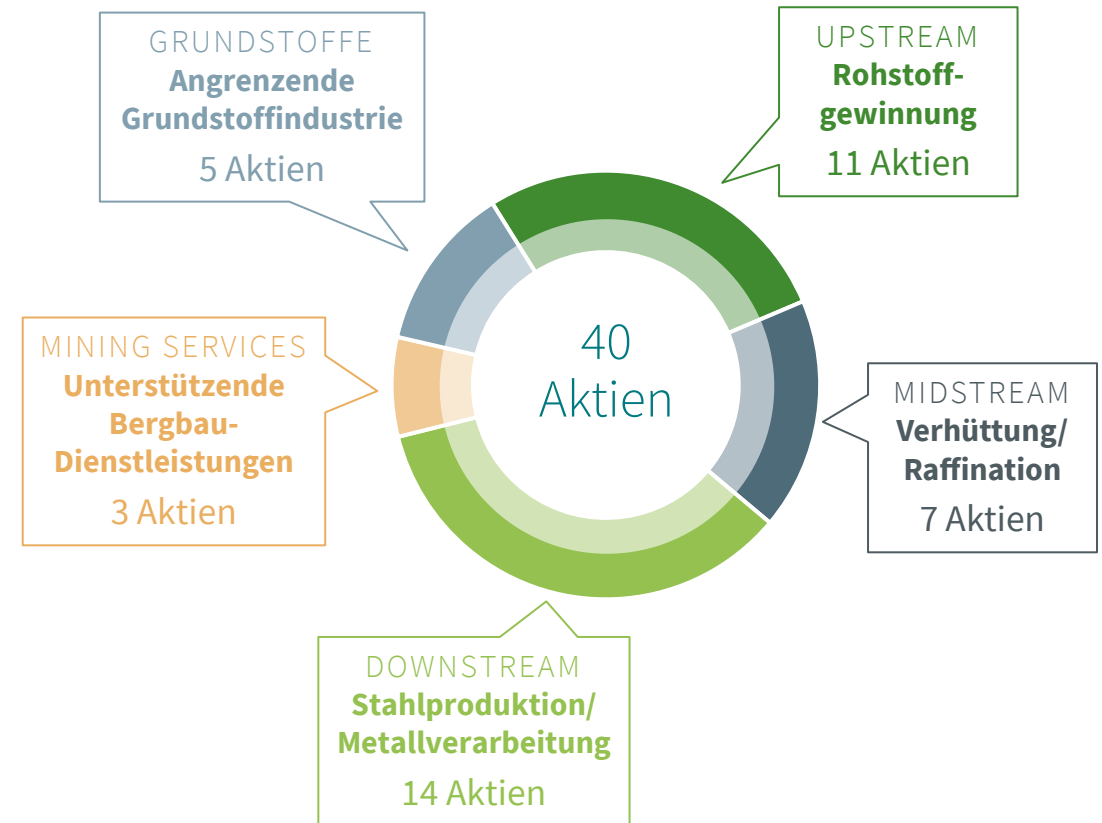 GRUNDSTOFFE
Angrenzende
Grundstoffindustrie
5 Aktien
UPSTREAM
Rohstoff-
gewinnung
11 Aktien
MINING SERVICES
Unterstützende
Bergbau-
Dienstleistungen
3 Aktien
40
Aktien
MIDSTREAM
Verhüttung/
Raffination
7 Aktien
DOWNSTREAM
Stahlproduktion/
Metallverarbeitung
14 Aktien